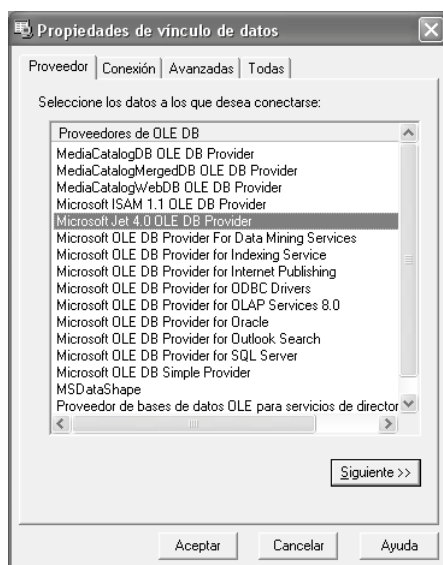 Propiedades de vínculo de datos
Proveedor Conexión Avanzadas Todas
Seleccione los datos a los que desea conectarse:
Proveedores de OLE DB
MediaCatalogDB OLE DB Provider
MediaCatalogMergedDB OLE DB Provider
MediaCatalogWebDB OLE DB Provider
Microsoft ISAM 1.1 OLE DB Provider
Microsoft Jet 4.0 OLE DB Provider
Microsoft OLE DB Provider For Data Mining Services
Microsoft OLE DB Provider for Indexing Service
Microsoft OLE DB Provider for Internet Publishing
Microsoft OLE DB Provider for ODBC Drivers
Microsoft OLE DB Provider for OLAP Services 8.0
Microsoft OLE DB Provider for Oracle
Microsoft OLE DB Provider for Outlook Search
Microsoft OLE DB Provider for SQL Server
Microsoft OLE DB Simple Provider
MSDataShape
Proveedor de bases de datos OLE para servicios de director
Siguiente >>
Aceptar Cancelar Ayuda